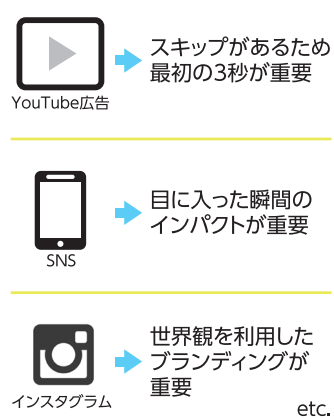 スキップがあるため
最初の3秒が重要
YouTube広告
目に入った瞬間の
インパクトが重要
SNS
世界観を利用した
ブランディングが
重要
インスタグラム
etc.